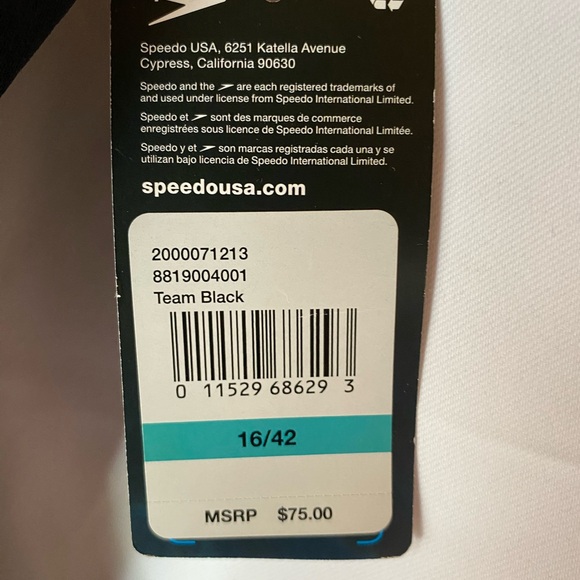 Speedo USA, 6251 Katella Avenue
Cypress, California 90630
Speedo and the are each registered trademarks of
and used under license from Speedo International Limited.
Speedo et sont des marques de commerce
enregistrées sous licence de Speedo International Limitée.
Speedo y et son marcas registradas cada una y se
utilizan bajo licencia de Speedo International Limited.
speedousa.com
2000071213
8819004001
Team Black
0 11529 68629 3
16/42
MSRP $75.00